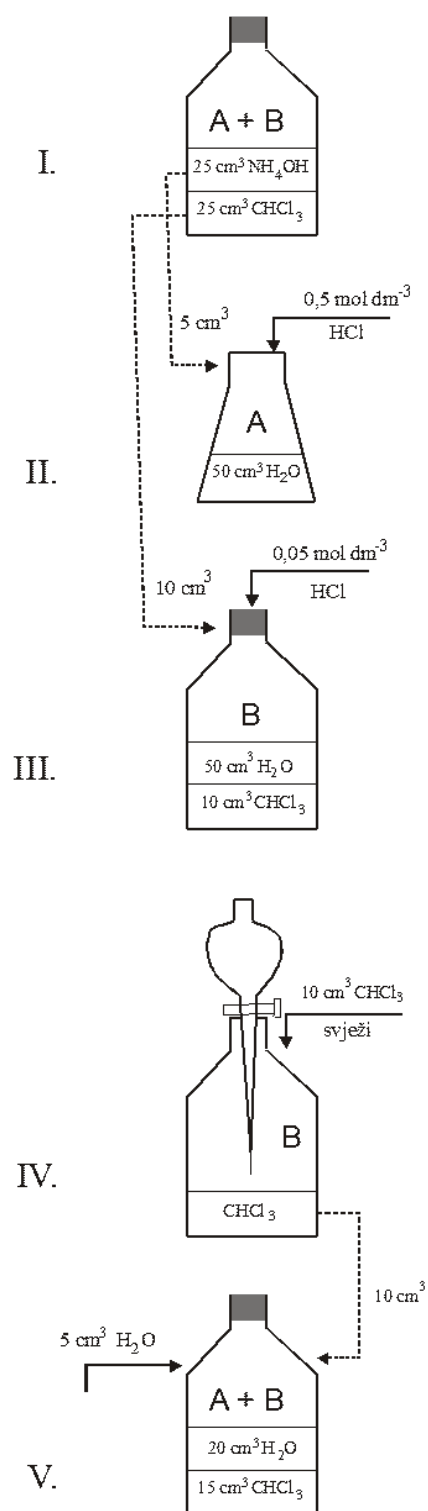 I.
A + B
25 cm³ NH₄OH
25 cm³ CHCl₃
5 cm³
0,5 mol dm⁻³
HCl
II.
A
50 cm³ H₂O
10 cm³
0,05 mol dm⁻³
HCl
III.
B
50 cm³ H₂O
10 cm³ CHCl₃
IV.
10 cm³ CHCl₃
svježi
B
CHCl₃
10 cm³
V.
5 cm³ H₂O
A + B
20 cm³ H₂O
15 cm³ CHCl₃